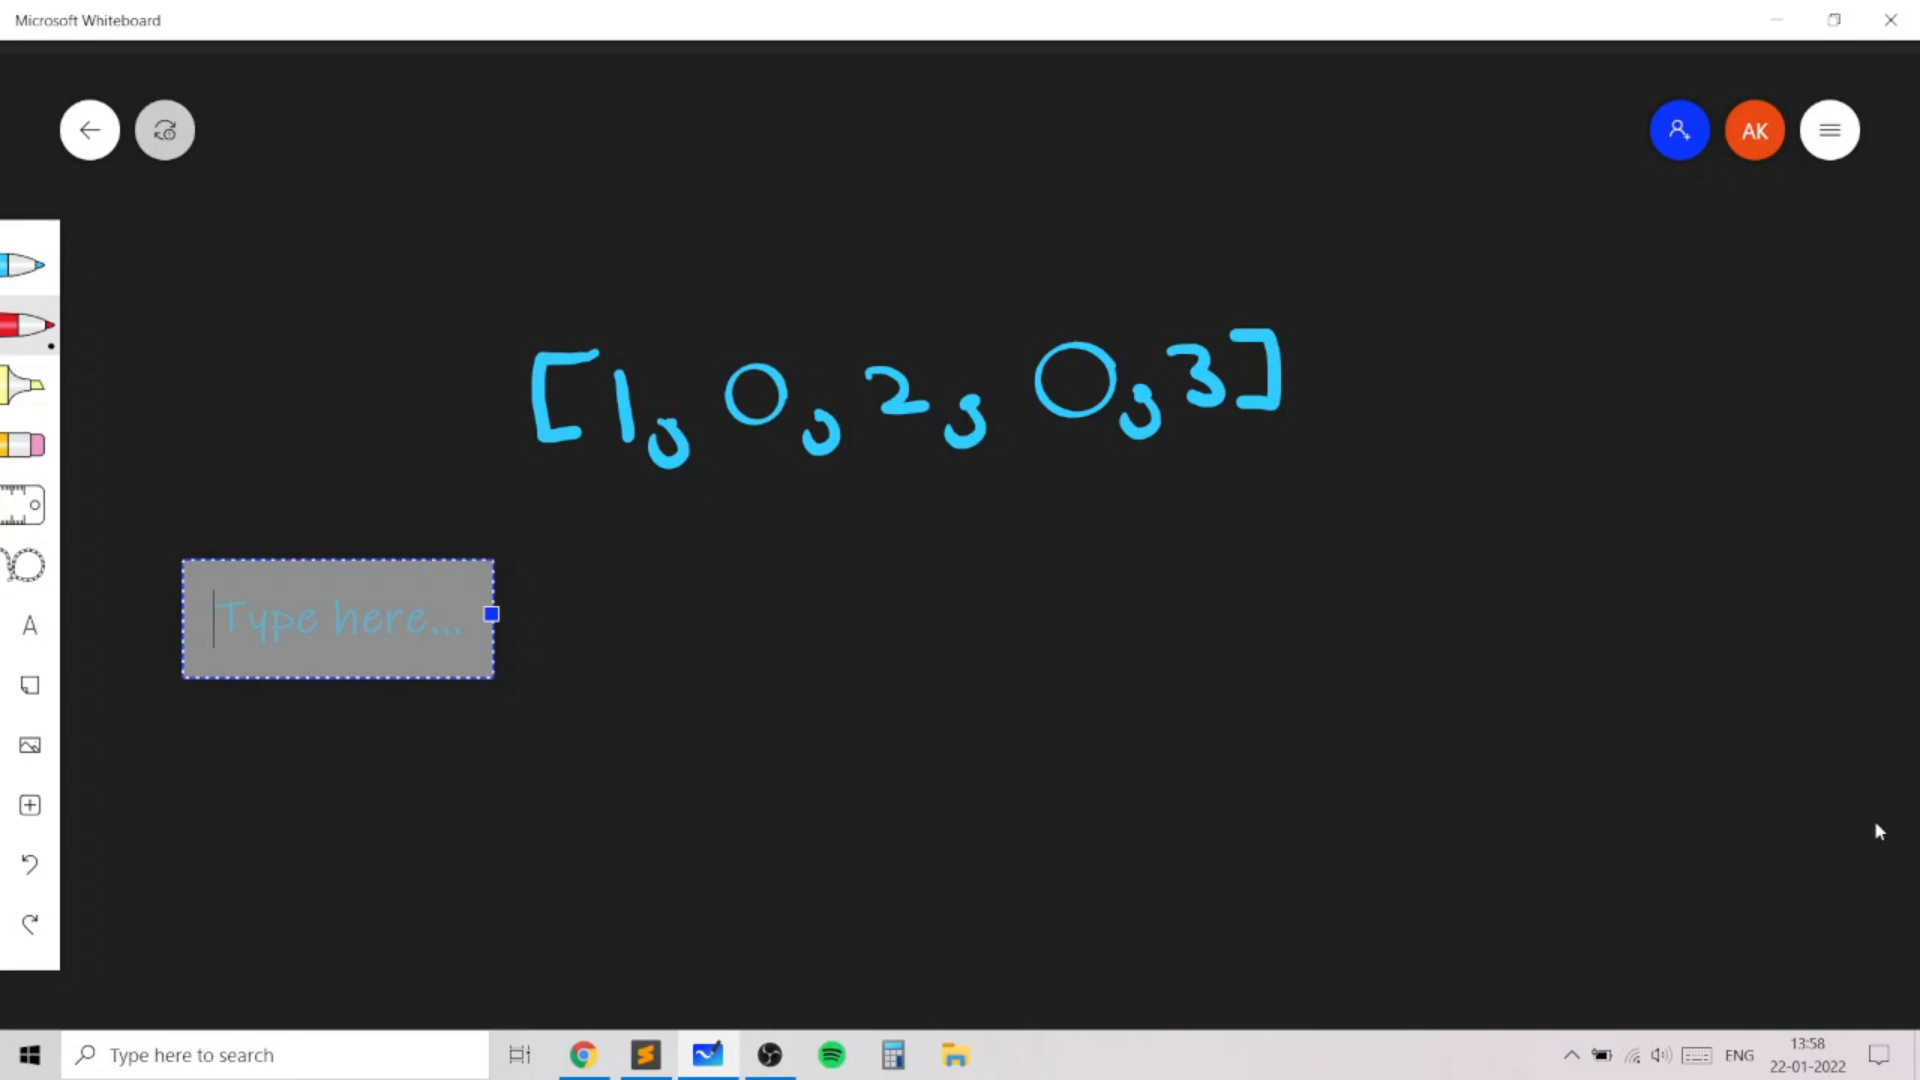 Microsoft Whiteboard
AK
[1, 0, 2, 0, 3]
Type here...
A
Type here to search
ENG
13:58
22-01-2022